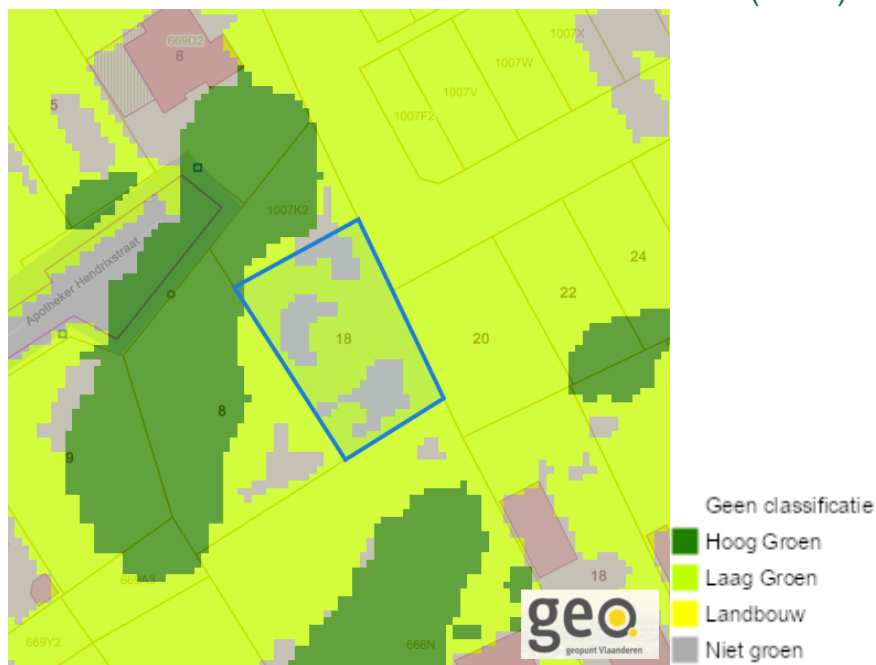 669D2
6
1007X
1007W
1007V
1007F2
5
1007K2
Apotheker Hendrixstraat
24
22
18
20
8
9
Geen classificatie
Hoog Groen
18
Laag Groen
669A3
Landbouw
geo
geopunt Vlaanderen
669Y2
666N
Niet groen